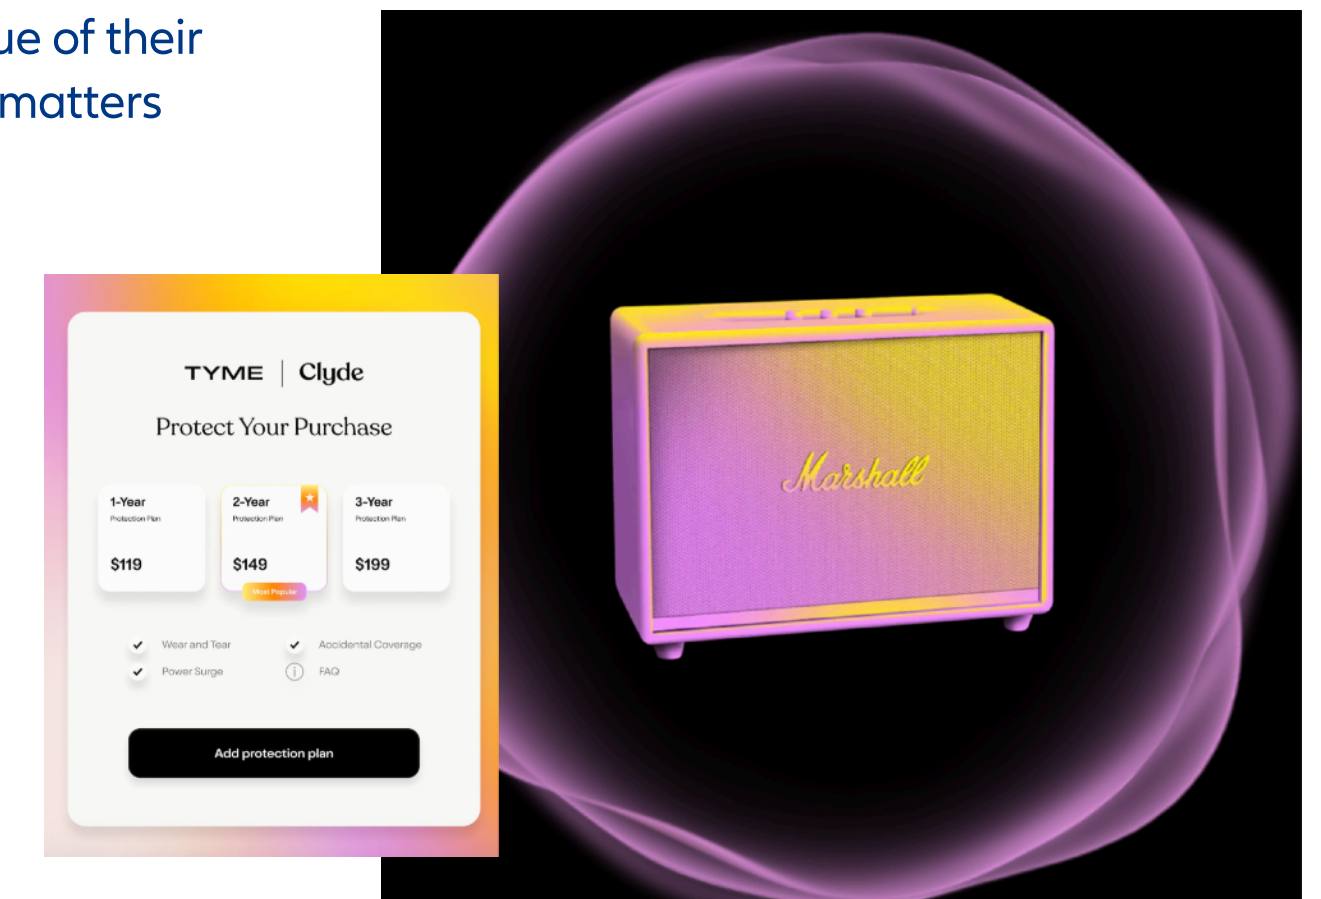 ue of their
matters
TYME | Clyde
Protect Your Purchase
1-Year
Protection Plan
$119
2-Year
Protection Plan
$149
Most Popular
3-Year
Protection Plan
$199
Wear and Tear
Accidental Coverage
Power Surge
FAQ
Add protection plan
Marshall